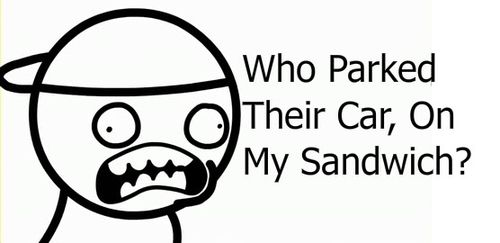 Who Parked
Their Car, On
My Sandwich?